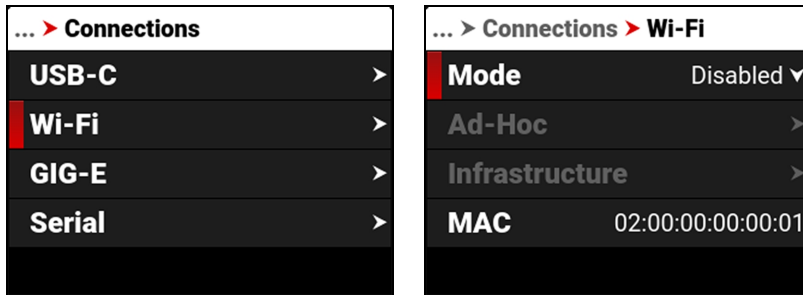 ... ➤ Connections
USB-C
Wi-Fi
GIG-E
Serial
... ➤ Connections ➤ Wi-Fi
Mode Disabled
Ad-Hoc
Infrastructure
MAC 02:00:00:00:00:01